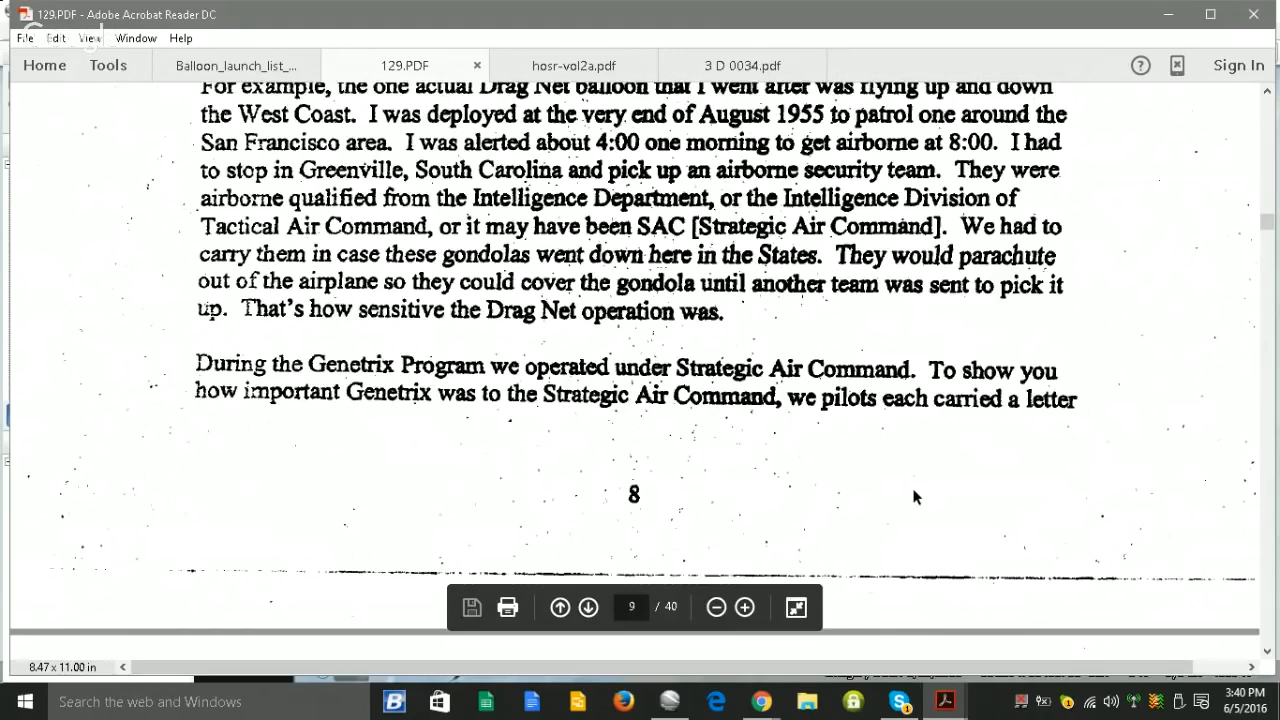 129.PDF - Adobe Acrobat Reader DC
Google
File Edit View Window Help
Home Tools Balloon_launch_list_... 129.PDF × hosr-vol2a.pdf 3 D 0034.pdf Sign In
For example, the one actual Drag Net balloon that I went after was flying up and down
the West Coast. I was deployed at the very end of August 1955 to patrol one around the
San Francisco area. I was alerted about 4:00 one morning to get airborne at 8:00. I had
to stop in Greenville, South Carolina and pick up an airborne security team. They were
airborne qualified from the Intelligence Department, or the Intelligence Division of
Tactical Air Command, or it may have been SAC [Strategic Air Command]. We had to
carry them in case these gondolas went down here in the States. They would parachute
out of the airplane so they could cover the gondola until another team was sent to pick it
up. That's how sensitive the Drag Net operation was.
During the Genetrix Program we operated under Strategic Air Command. To show you
how important Genetrix was to the Strategic Air Command, we pilots each carried a letter
8
9 / 40
8.47 x 11.00 in
Search the web and Windows
3:40 PM
6/5/2016